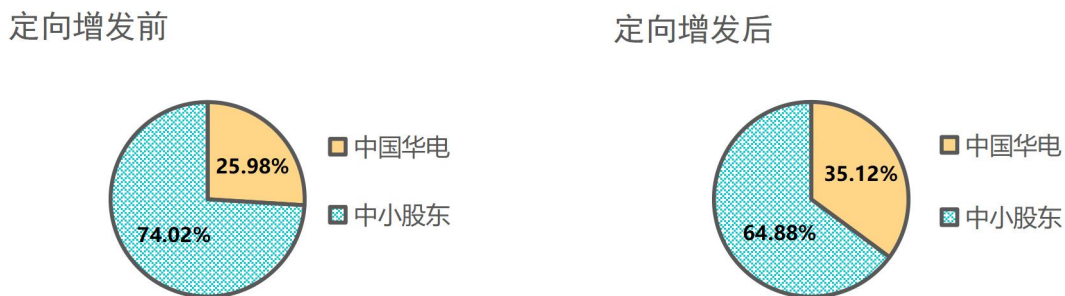 定向增发前
25.98%
74.02%
中国华电
中小股东
定向增发后
35.12%
64.88%
中国华电
中小股东